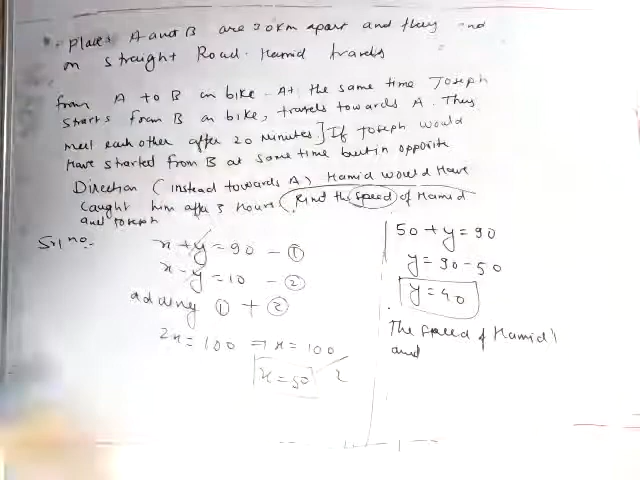 Places A and B are 30km apart and they and
on straight Road. Hamid travels
from A to B on bike. At the same time Joseph
starts from B on bike, travels towards A. They
meet each other after 20 minutes. If Joseph would
have started from B at same time but in opposite
Direction (instead towards A) Hamid would Have
caught him after 3 hours. Find the speed of Hamid
and Joseph
Sol no:-
x + y = 90 - ①
x - y = 10 - ②
adding ① + ②
2x = 100 ⇒ x = 100
2
x = 50
50 + y = 90
y = 90 - 50
y = 40
The speed of Hamid
and